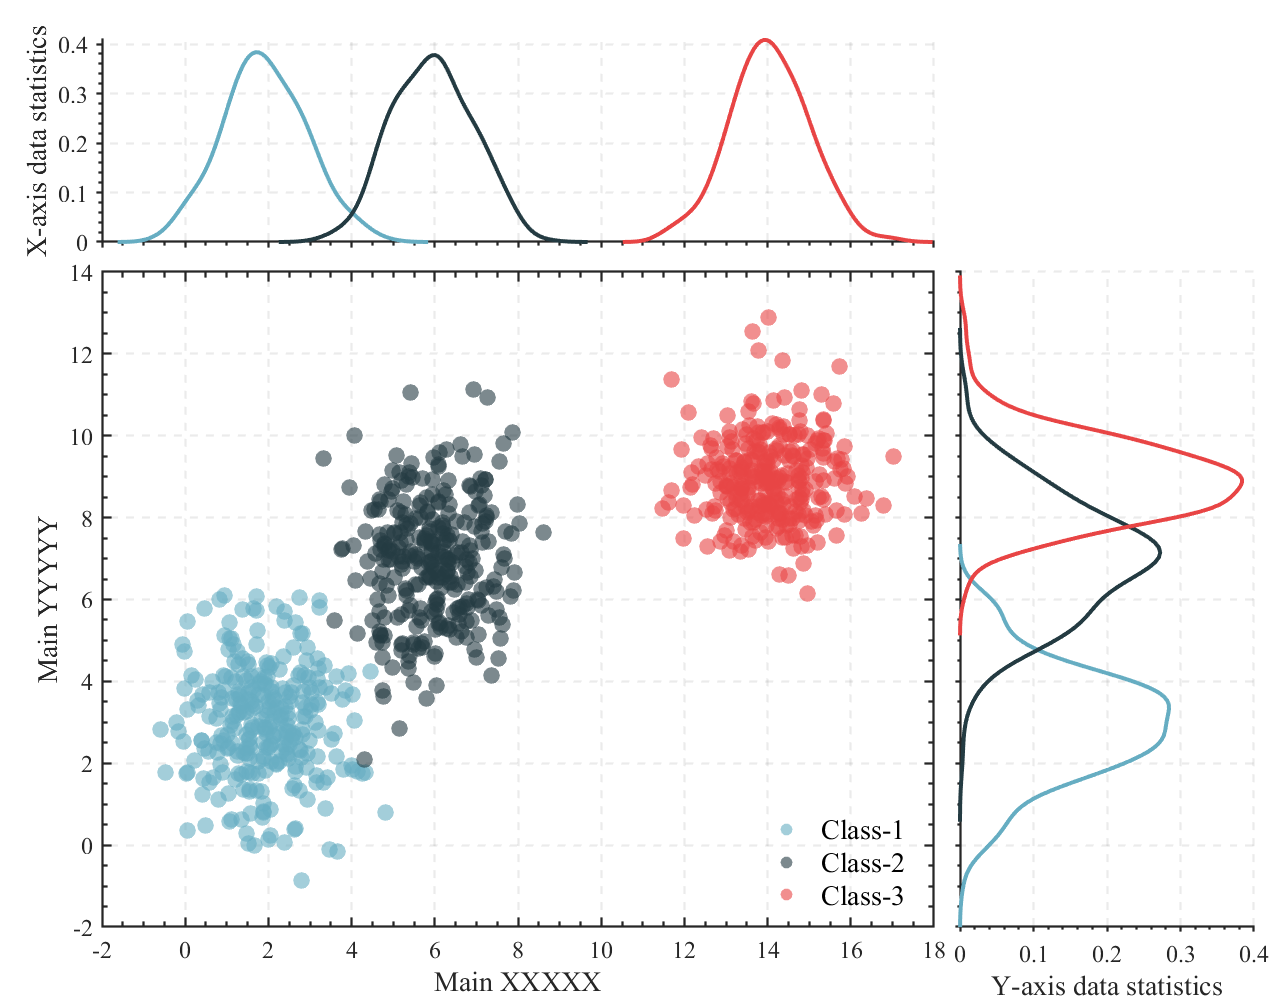 X-axis data statistics
0.4
0.3
0.2
0.1
0
Main YYYYY
14
12
10
8
6
4
2
0
-2
Class-1
Class-2
Class-3
-2 0 2 4 6 8 10 12 14 16 18
Main XXXXX
0 0.1 0.2 0.3 0.4
Y-axis data statistics